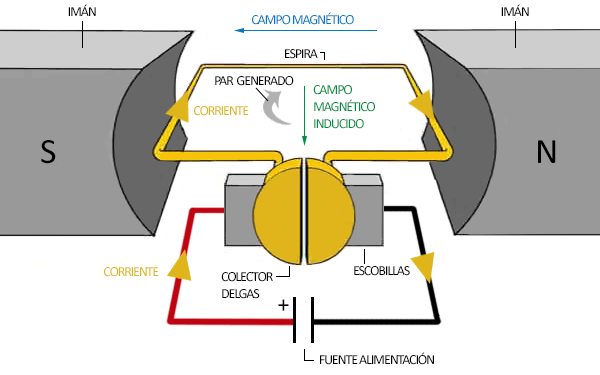 IMÁN
CAMPO MAGNÉTICO
IMÁN
ESPIRA
PAR GENERADO
CORRIENTE
CAMPO
MAGNÉTICO
INDUCIDO
S
N
CORRIENTE
COLECTOR
DELGAS
ESCOBILLAS
+
FUENTE ALIMENTACIÓN